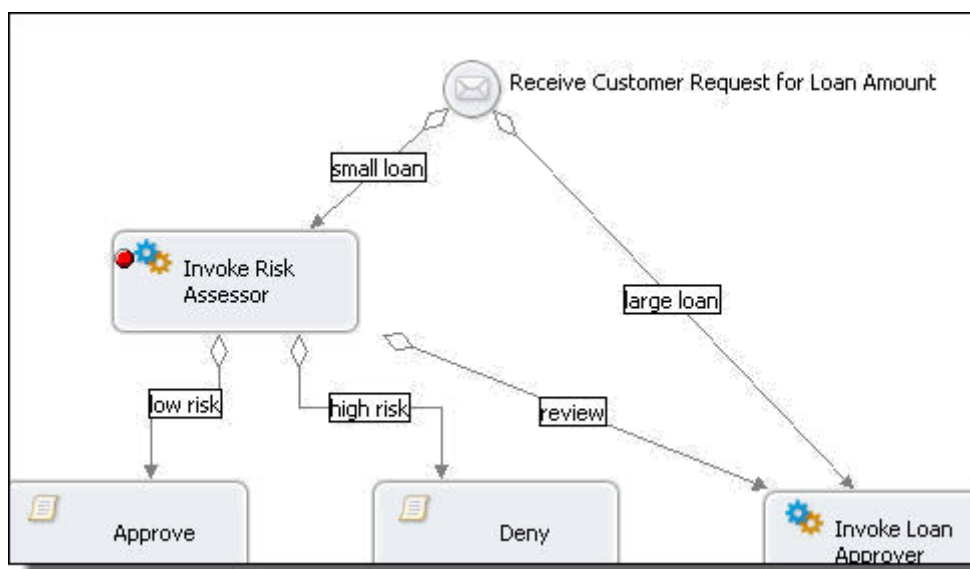 Receive Customer Request for Loan Amount
small loan
Invoke Risk
Assessor
large loan
low risk
high risk
review
Approve
Deny
Invoke Loan
Approver